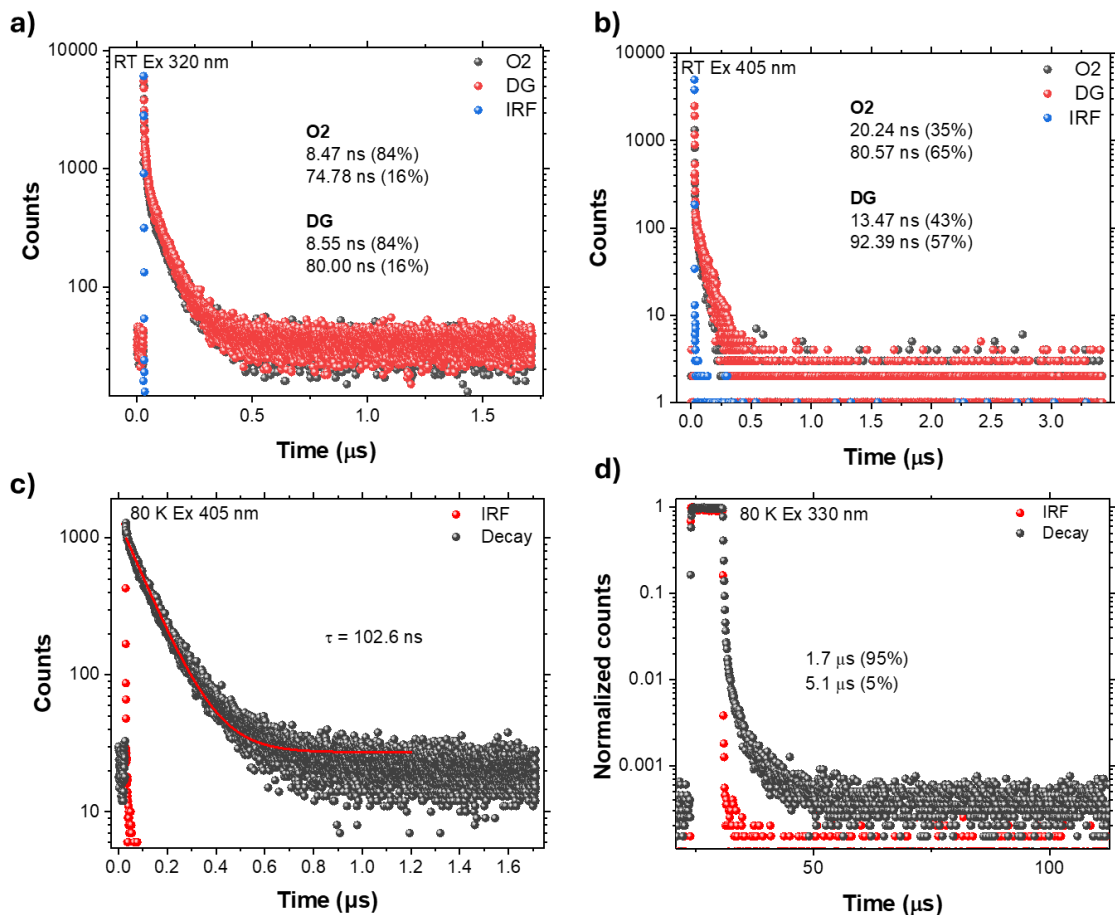 a)
RT Ex 320 nm
O2
DG
IRF
O2
8.47 ns (84%)
74.78 ns (16%)
DG
8.55 ns (84%)
80.00 ns (16%)
10000
1000
100
Counts
0.0 0.5 1.0 1.5
Time (μs)
b)
RT Ex 405 nm
O2
DG
IRF
O2
20.24 ns (35%)
80.57 ns (65%)
DG
13.47 ns (43%)
92.39 ns (57%)
10000
1000
100
10
1
Counts
0.0 0.5 1.0 1.5 2.0 2.5 3.0
Time (μs)
c)
80 K Ex 405 nm
IRF
Decay
τ = 102.6 ns
1000
100
10
Counts
0.0 0.2 0.4 0.6 0.8 1.0 1.2 1.4 1.6
Time (μs)
d)
80 K Ex 330 nm
IRF
Decay
1.7 μs (95%)
5.1 μs (5%)
1
0.1
0.01
0.001
Normalized counts
50 100
Time (μs)